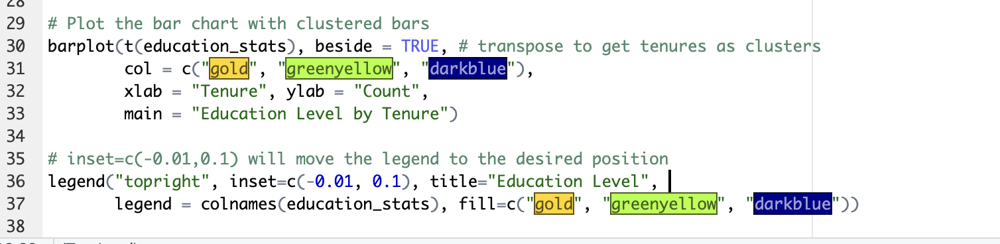 28
29 # Plot the bar chart with clustered bars
30 barplot(t(education_stats), beside = TRUE, # transpose to get tenures as clusters
31         col = c("gold", "greenyellow", "darkblue"),
32         xlab = "Tenure", ylab = "Count",
33         main = "Education Level by Tenure")
34
35 # inset=c(-0.01,0.1) will move the legend to the desired position
36 legend("topright", inset=c(-0.01, 0.1), title="Education Level",
37        legend = colnames(education_stats), fill=c("gold", "greenyellow", "darkblue"))
38